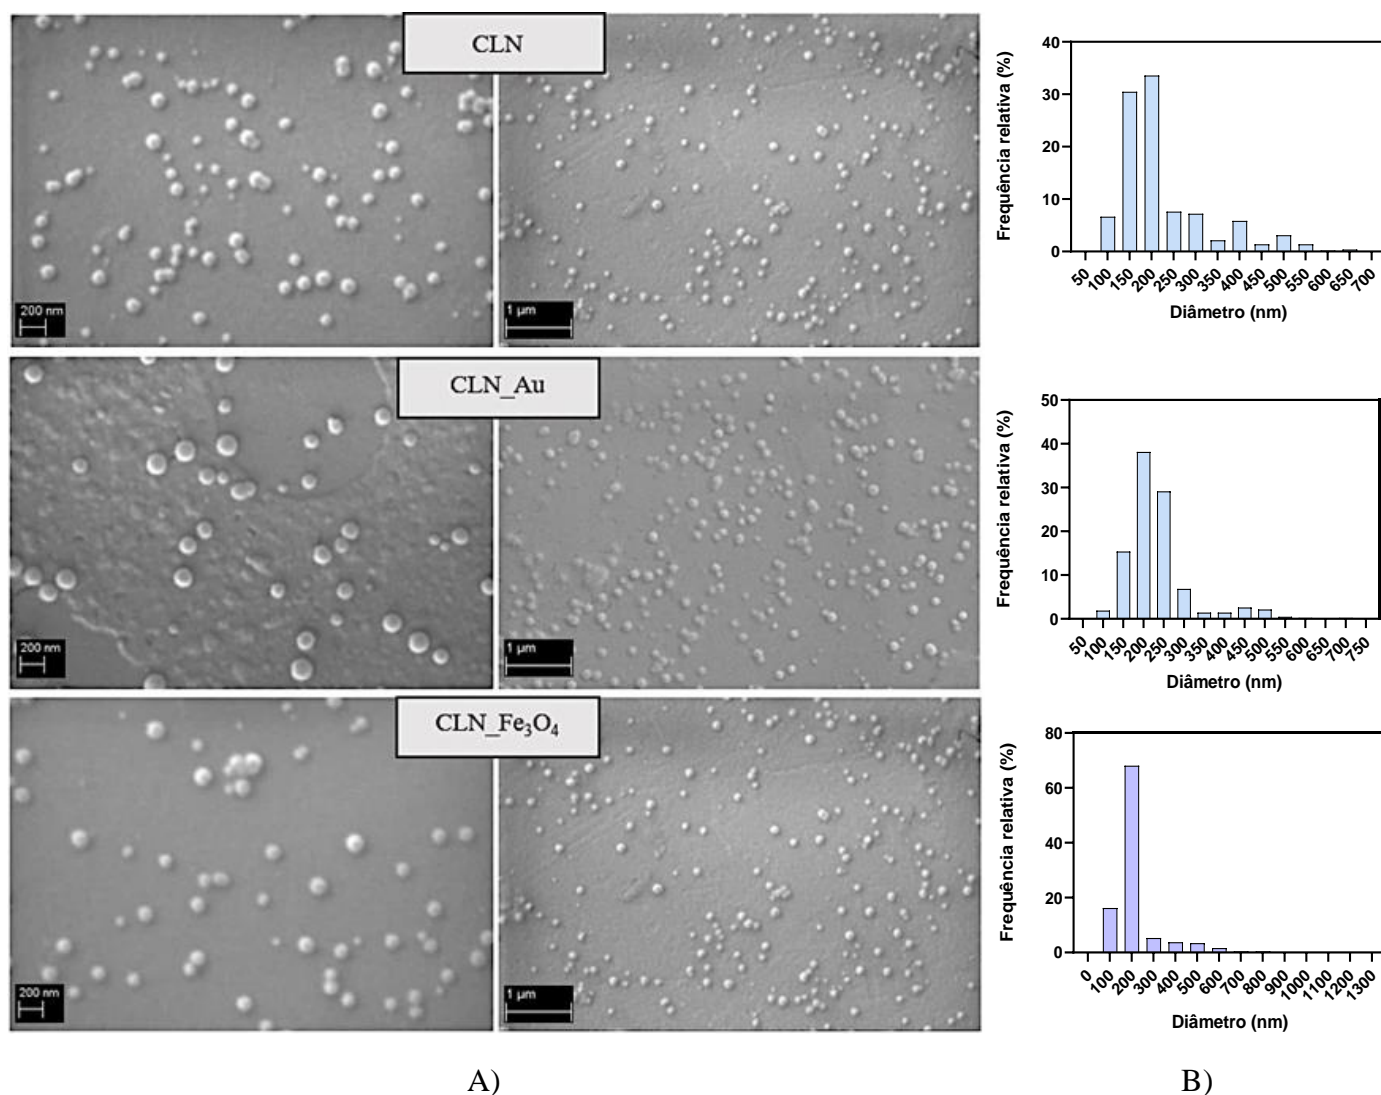 CLN
200 nm
1 µm
Frequência relativa (%)
40
30
20
10
0
50 100 150 200 250 300 350 400 450 500 550 600 650 700
Diâmetro (nm)
CLN_Au
200 nm
1 µm
Frequência relativa (%)
50
40
30
20
10
0
50 100 150 200 250 300 350 400 450 500 550 600 650 700 750
Diâmetro (nm)
CLN_Fe₃O₄
200 nm
1 µm
Frequência relativa (%)
80
60
40
20
0
0 100 200 300 400 500 600 700 800 900 1000 1100 1200 1300
Diâmetro (nm)
A)
B)